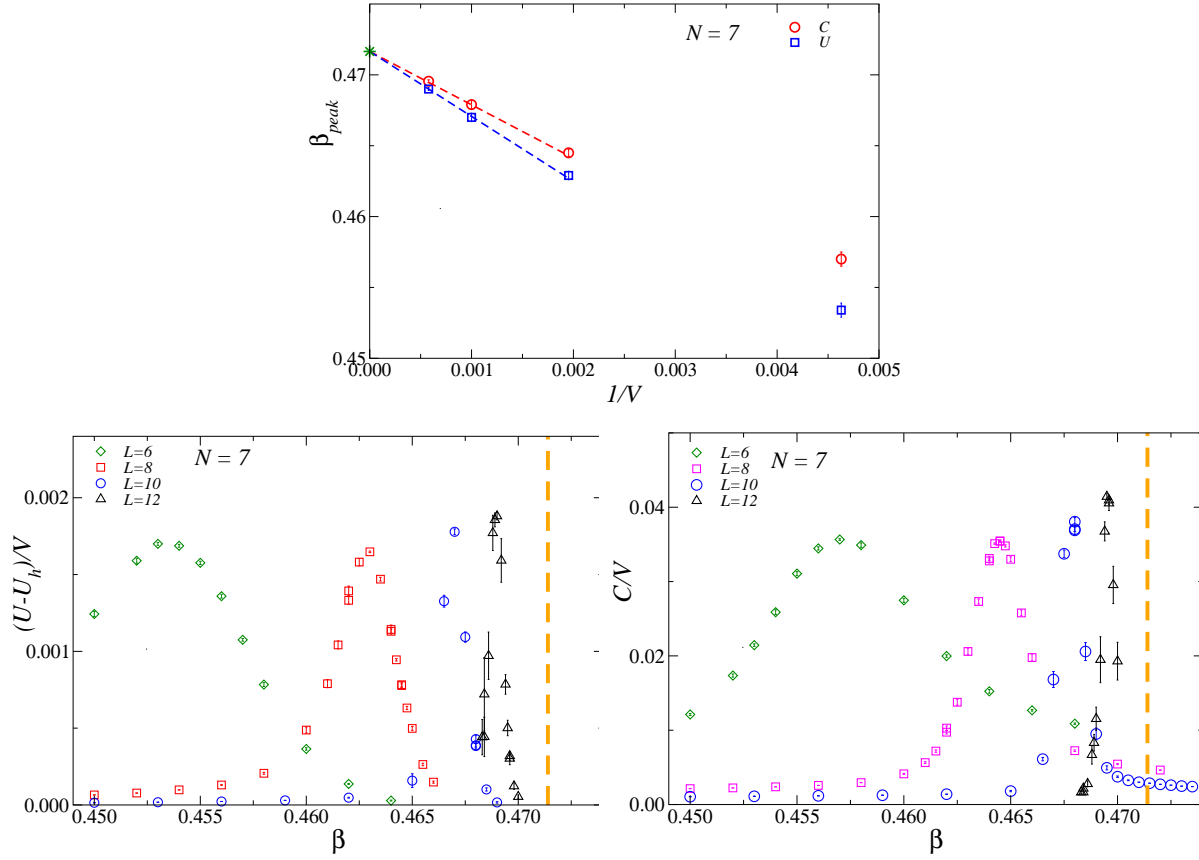 N = 7
C
U
β_peak
0.47
0.46
0.45
0.000
0.001
0.002
0.003
0.004
0.005
1/V
N = 7
L=6
L=8
L=10
L=12
(U-U_h)/V
0.002
0.001
0.000
0.450
0.455
0.460
0.465
0.470
β
N = 7
L=6
L=8
L=10
L=12
C/V
0.04
0.02
0.00
0.450
0.455
0.460
0.465
0.470
β